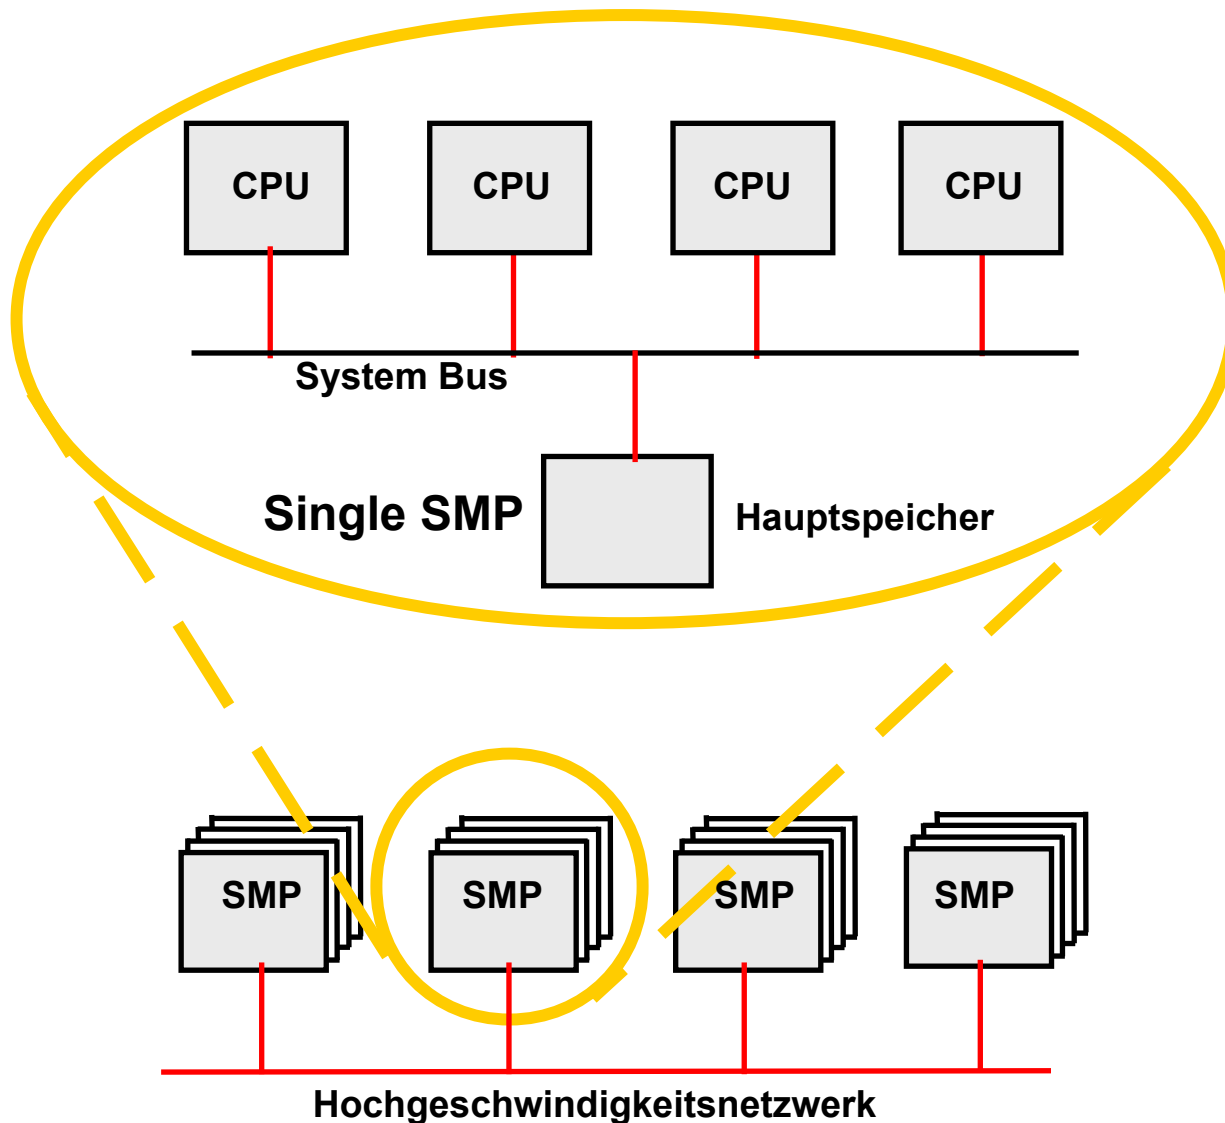 CPU CPU CPU CPU
System Bus
Single SMP Hauptspeicher
SMP SMP SMP SMP
Hochgeschwindigkeitsnetzwerk